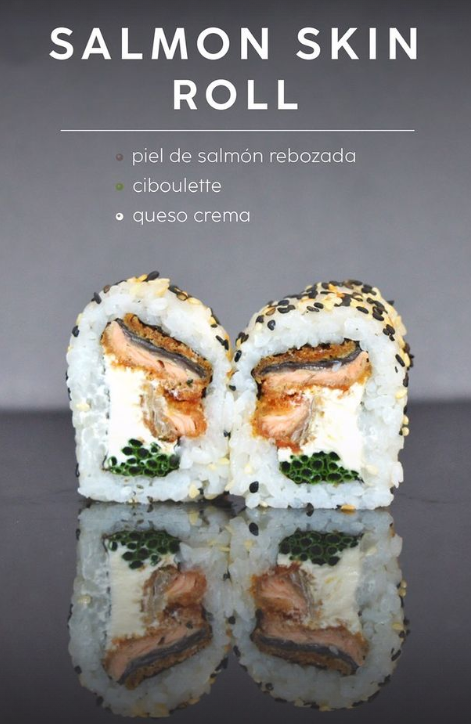 SALMON SKIN
ROLL
piel de salmón rebozada
ciboulette
queso crema